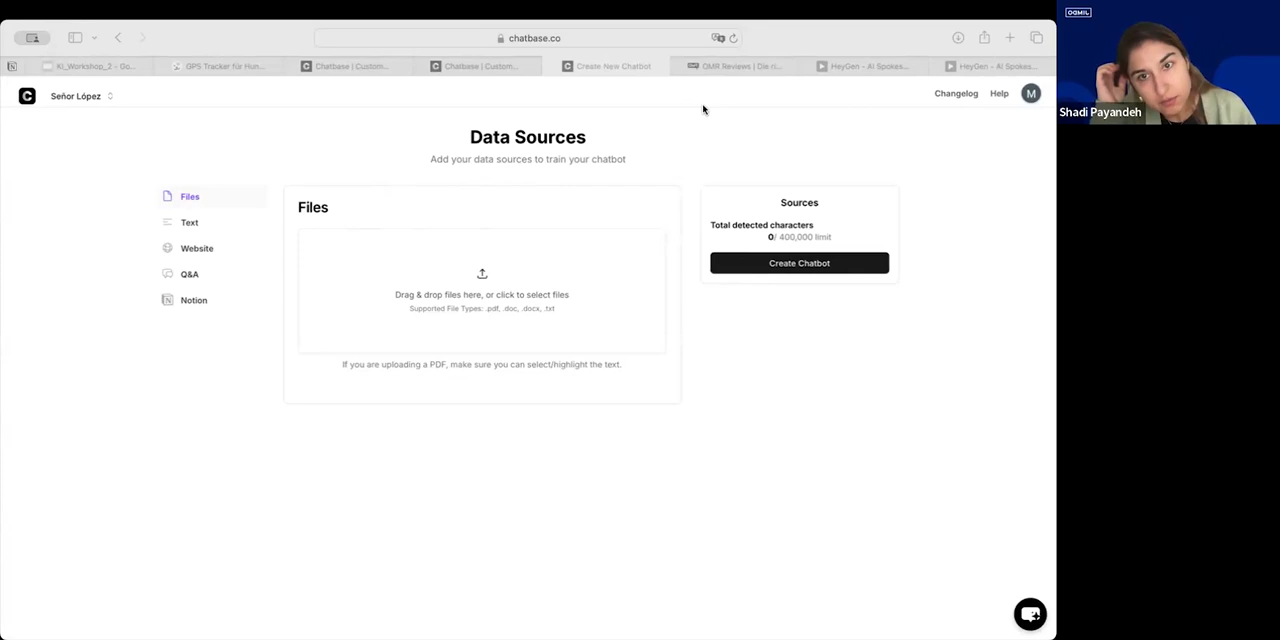 chatbase.co
KI_Workshop_2 - Go...
GPS Tracker für Hun...
Chatbase | Custom...
Chatbase | Custom...
Create New Chatbot
OMR Reviews | Die ri...
HeyGen - AI Spokes...
HeyGen - AI Spokes...
Señor López
Changelog
Help
M
Data Sources
Add your data sources to train your chatbot
Files
Text
Website
Q&A
Notion
Files
Drag & drop files here, or click to select files
Supported File Types: .pdf, .doc, .docx, .txt
If you are uploading a PDF, make sure you can select/highlight the text.
Sources
Total detected characters
0/ 400,000 limit
Create Chatbot
Shadi Payandeh